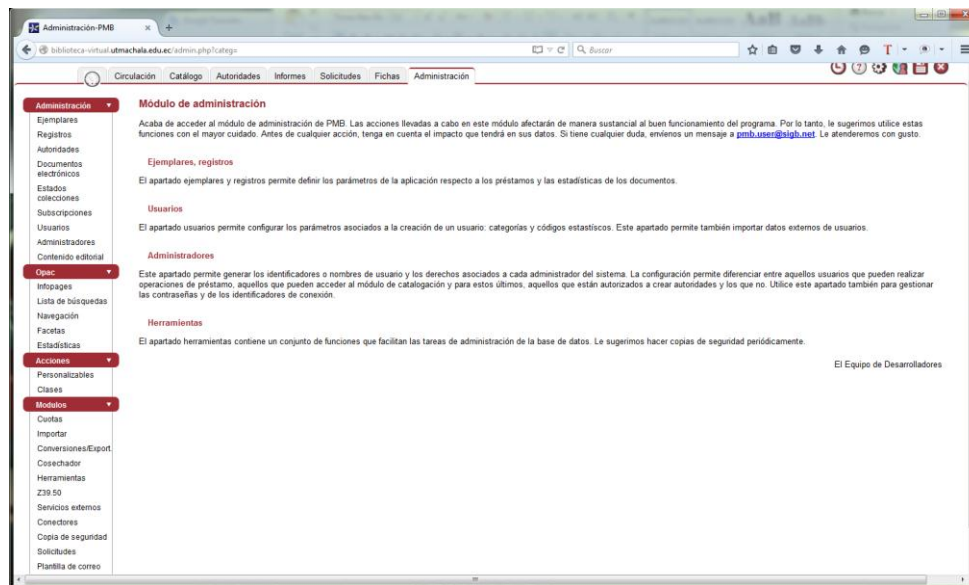 Administración-PMB
biblioteca-virtual.utmachala.edu.ec/admin.php?categ=
Buscar
Circulación Catálogo Autoridades Informes Solicitudes Fichas Administración
Administración
Ejemplares
Registros
Autoridades
Documentos
electrónicos
Estados
colecciones
Subscripciones
Usuarios
Administradores
Contenido editorial
Opac
Infopages
Lista de búsquedas
Navegación
Facetas
Estadísticas
Acciones
Personalizables
Clases
Modulos
Cuotas
Importar
Conversiones/Export.
Cosechador
Herramientas
Z39.50
Servicios externos
Conectores
Copia de seguridad
Solicitudes
Plantilla de correo
Módulo de administración
Acaba de acceder al módulo de administración de PMB. Las acciones llevadas a cabo en este módulo afectarán de manera sustancial al buen funcionamiento del programa. Por lo tanto, le sugerimos utilice estas
funciones con el mayor cuidado. Antes de cualquier acción, tenga en cuenta el impacto que tendrá en sus datos. Si tiene cualquier duda, envíenos un mensaje a pmb.user@sigb.net. Le atenderemos con gusto.
Ejemplares, registros
El apartado ejemplares y registros permite definir los parámetros de la aplicación respecto a los préstamos y las estadísticas de los documentos.
Usuarios
El apartado usuarios permite configurar los parámetros asociados a la creación de un usuario: categorías y códigos estastíscos. Este apartado permite también importar datos externos de usuarios.
Administradores
Este apartado permite generar los identificadores o nombres de usuario y los derechos asociados a cada administrador del sistema. La configuración permite diferenciar entre aquellos usuarios que pueden realizar
operaciones de préstamo, aquellos que pueden acceder al módulo de catalogación y para estos últimos, aquellos que están autorizados a crear autoridades y los que no. Utilice este apartado también para gestionar
las contraseñas y de los identificadores de conexión.
Herramientas
El apartado herramientas contiene un conjunto de funciones que facilitan las tareas de administración de la base de datos. Le sugerimos hacer copias de seguridad periódicamente.
El Equipo de Desarrolladores